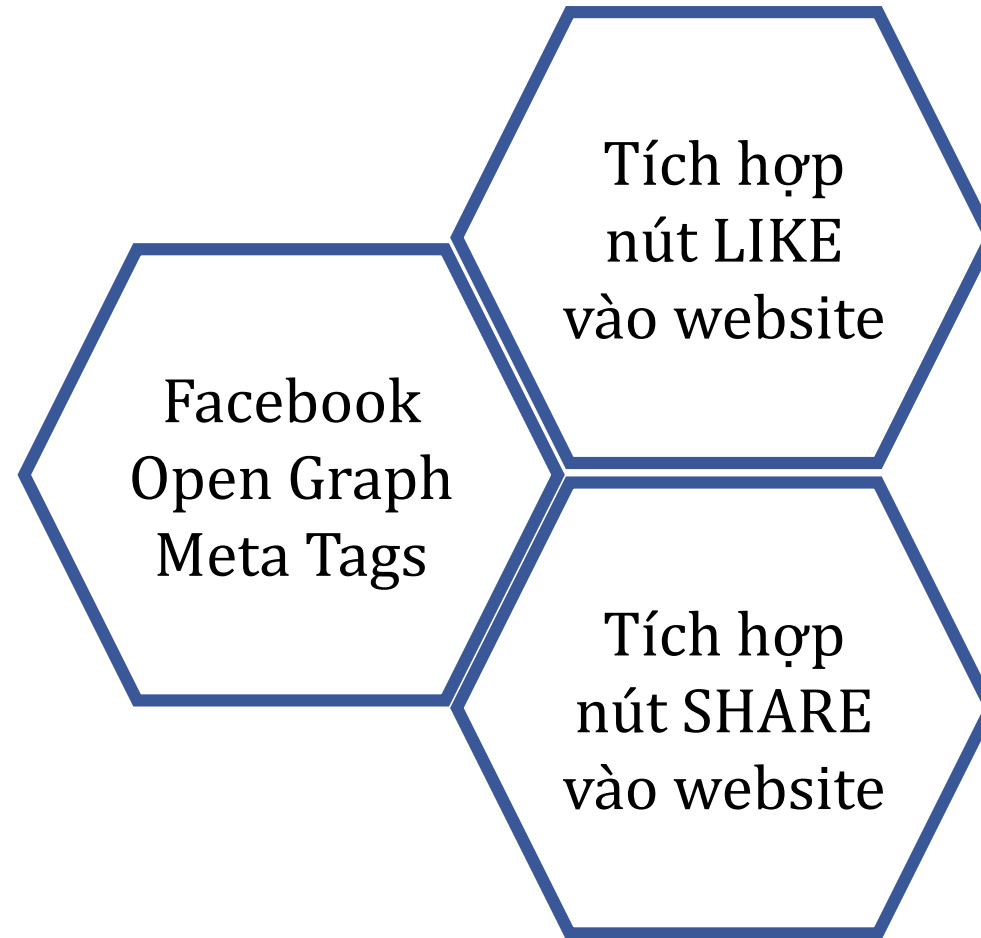 Tích hợp
nút LIKE
vào website
Facebook
Open Graph
Meta Tags
Tích hợp
nút SHARE
vào website